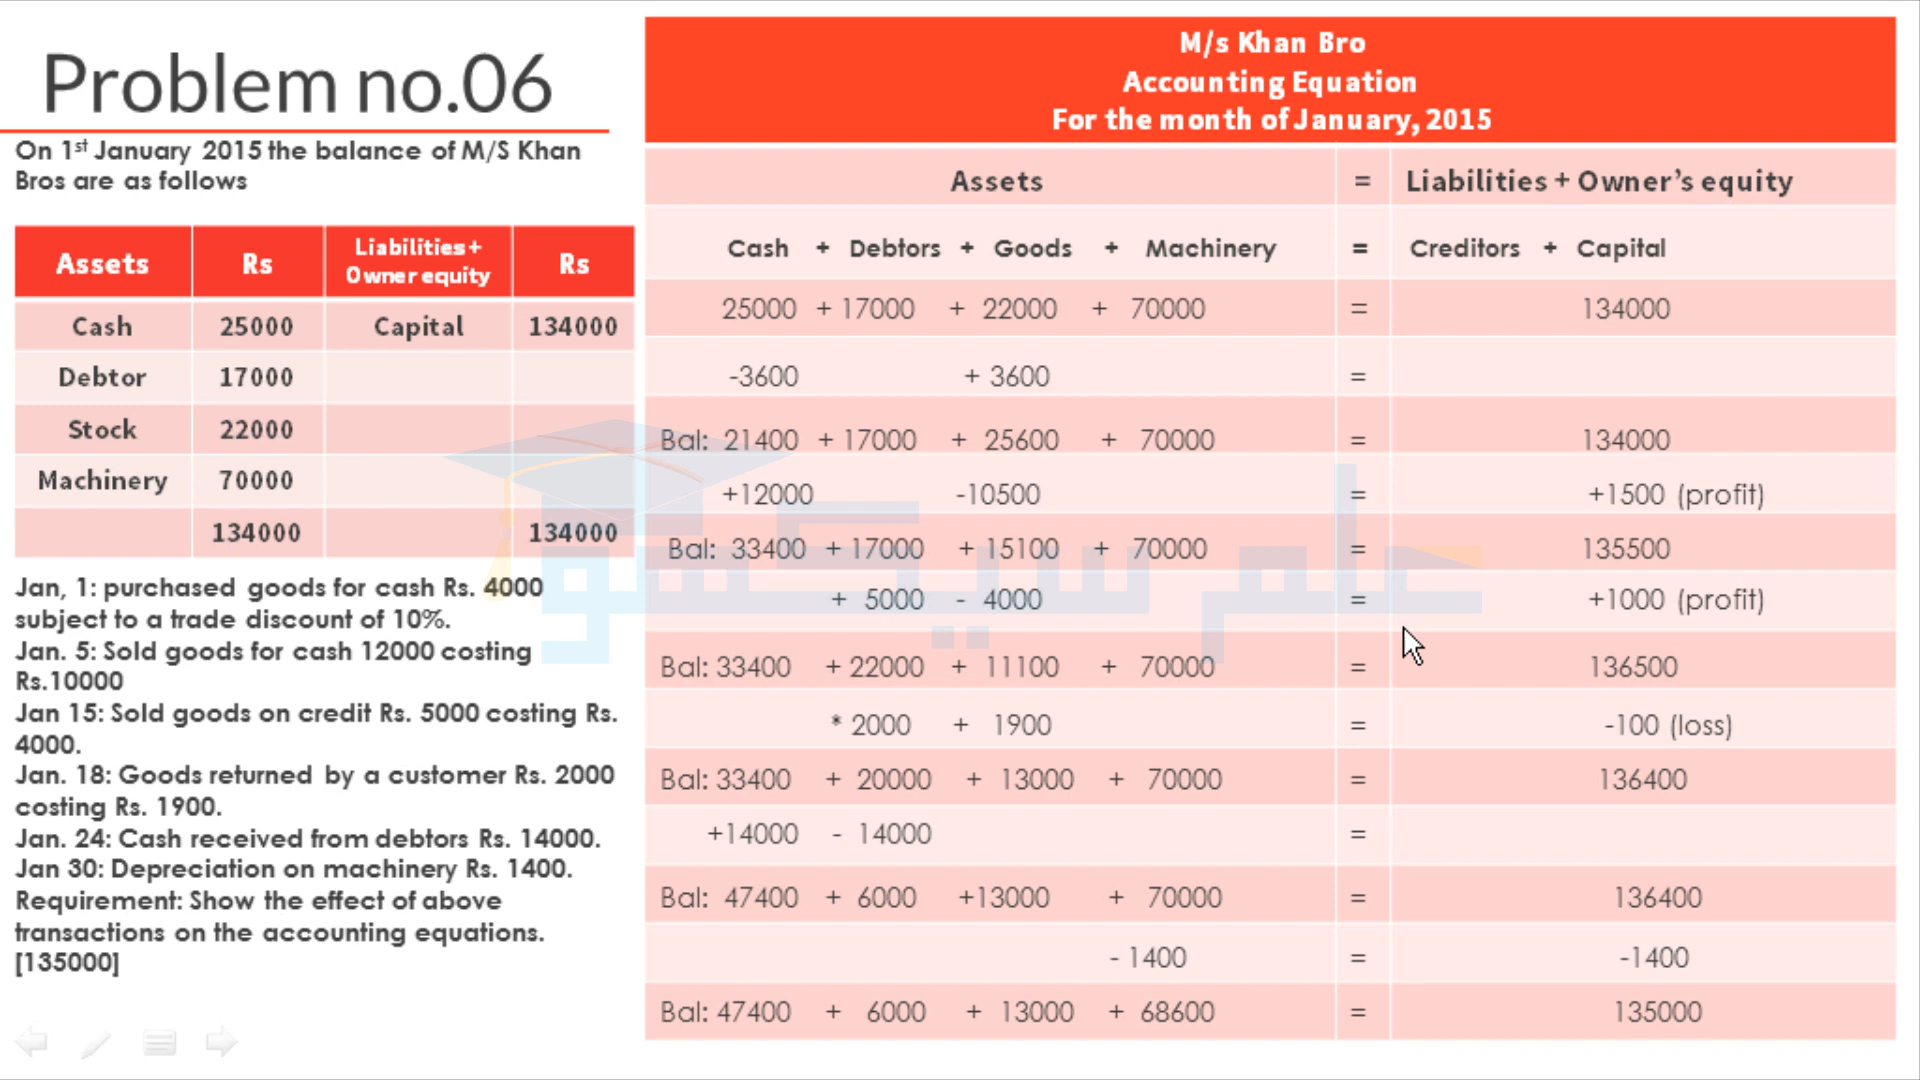 Problem no.06
On 1st January 2015 the balance of M/S Khan
Bros are as follows
Assets Rs Liabilities+ Owner equity Rs
Cash 25000 Capital 134000
Debtor 17000
Stock 22000
Machinery 70000
134000 134000
Jan, 1: purchased goods for cash Rs. 4000
subject to a trade discount of 10%.
Jan. 5: Sold goods for cash 12000 costing
Rs.10000
Jan 15: Sold goods on credit Rs. 5000 costing Rs.
4000.
Jan. 18: Goods returned by a customer Rs. 2000
costing Rs. 1900.
Jan. 24: Cash received from debtors Rs. 14000.
Jan 30: Depreciation on machinery Rs. 1400.
Requirement: Show the effect of above
transactions on the accounting equations.
[135000]
M/s Khan Bro
Accounting Equation
For the month of January, 2015
Assets = Liabilities + Owner's equity
Cash + Debtors + Goods + Machinery = Creditors + Capital
25000 + 17000 + 22000 + 70000 = 134000
-3600 + 3600 =
Bal: 21400 + 17000 + 25600 + 70000 = 134000
+12000 -10500 = +1500 (profit)
Bal: 33400 + 17000 + 15100 + 70000 = 135500
+ 5000 - 4000 = +1000 (profit)
Bal: 33400 + 22000 + 11100 + 70000 = 136500
* 2000 + 1900 = -100 (loss)
Bal: 33400 + 20000 + 13000 + 70000 = 136400
+14000 - 14000 =
Bal: 47400 + 6000 +13000 + 70000 = 136400
- 1400 = -1400
Bal: 47400 + 6000 + 13000 + 68600 = 135000
علم سیکھو